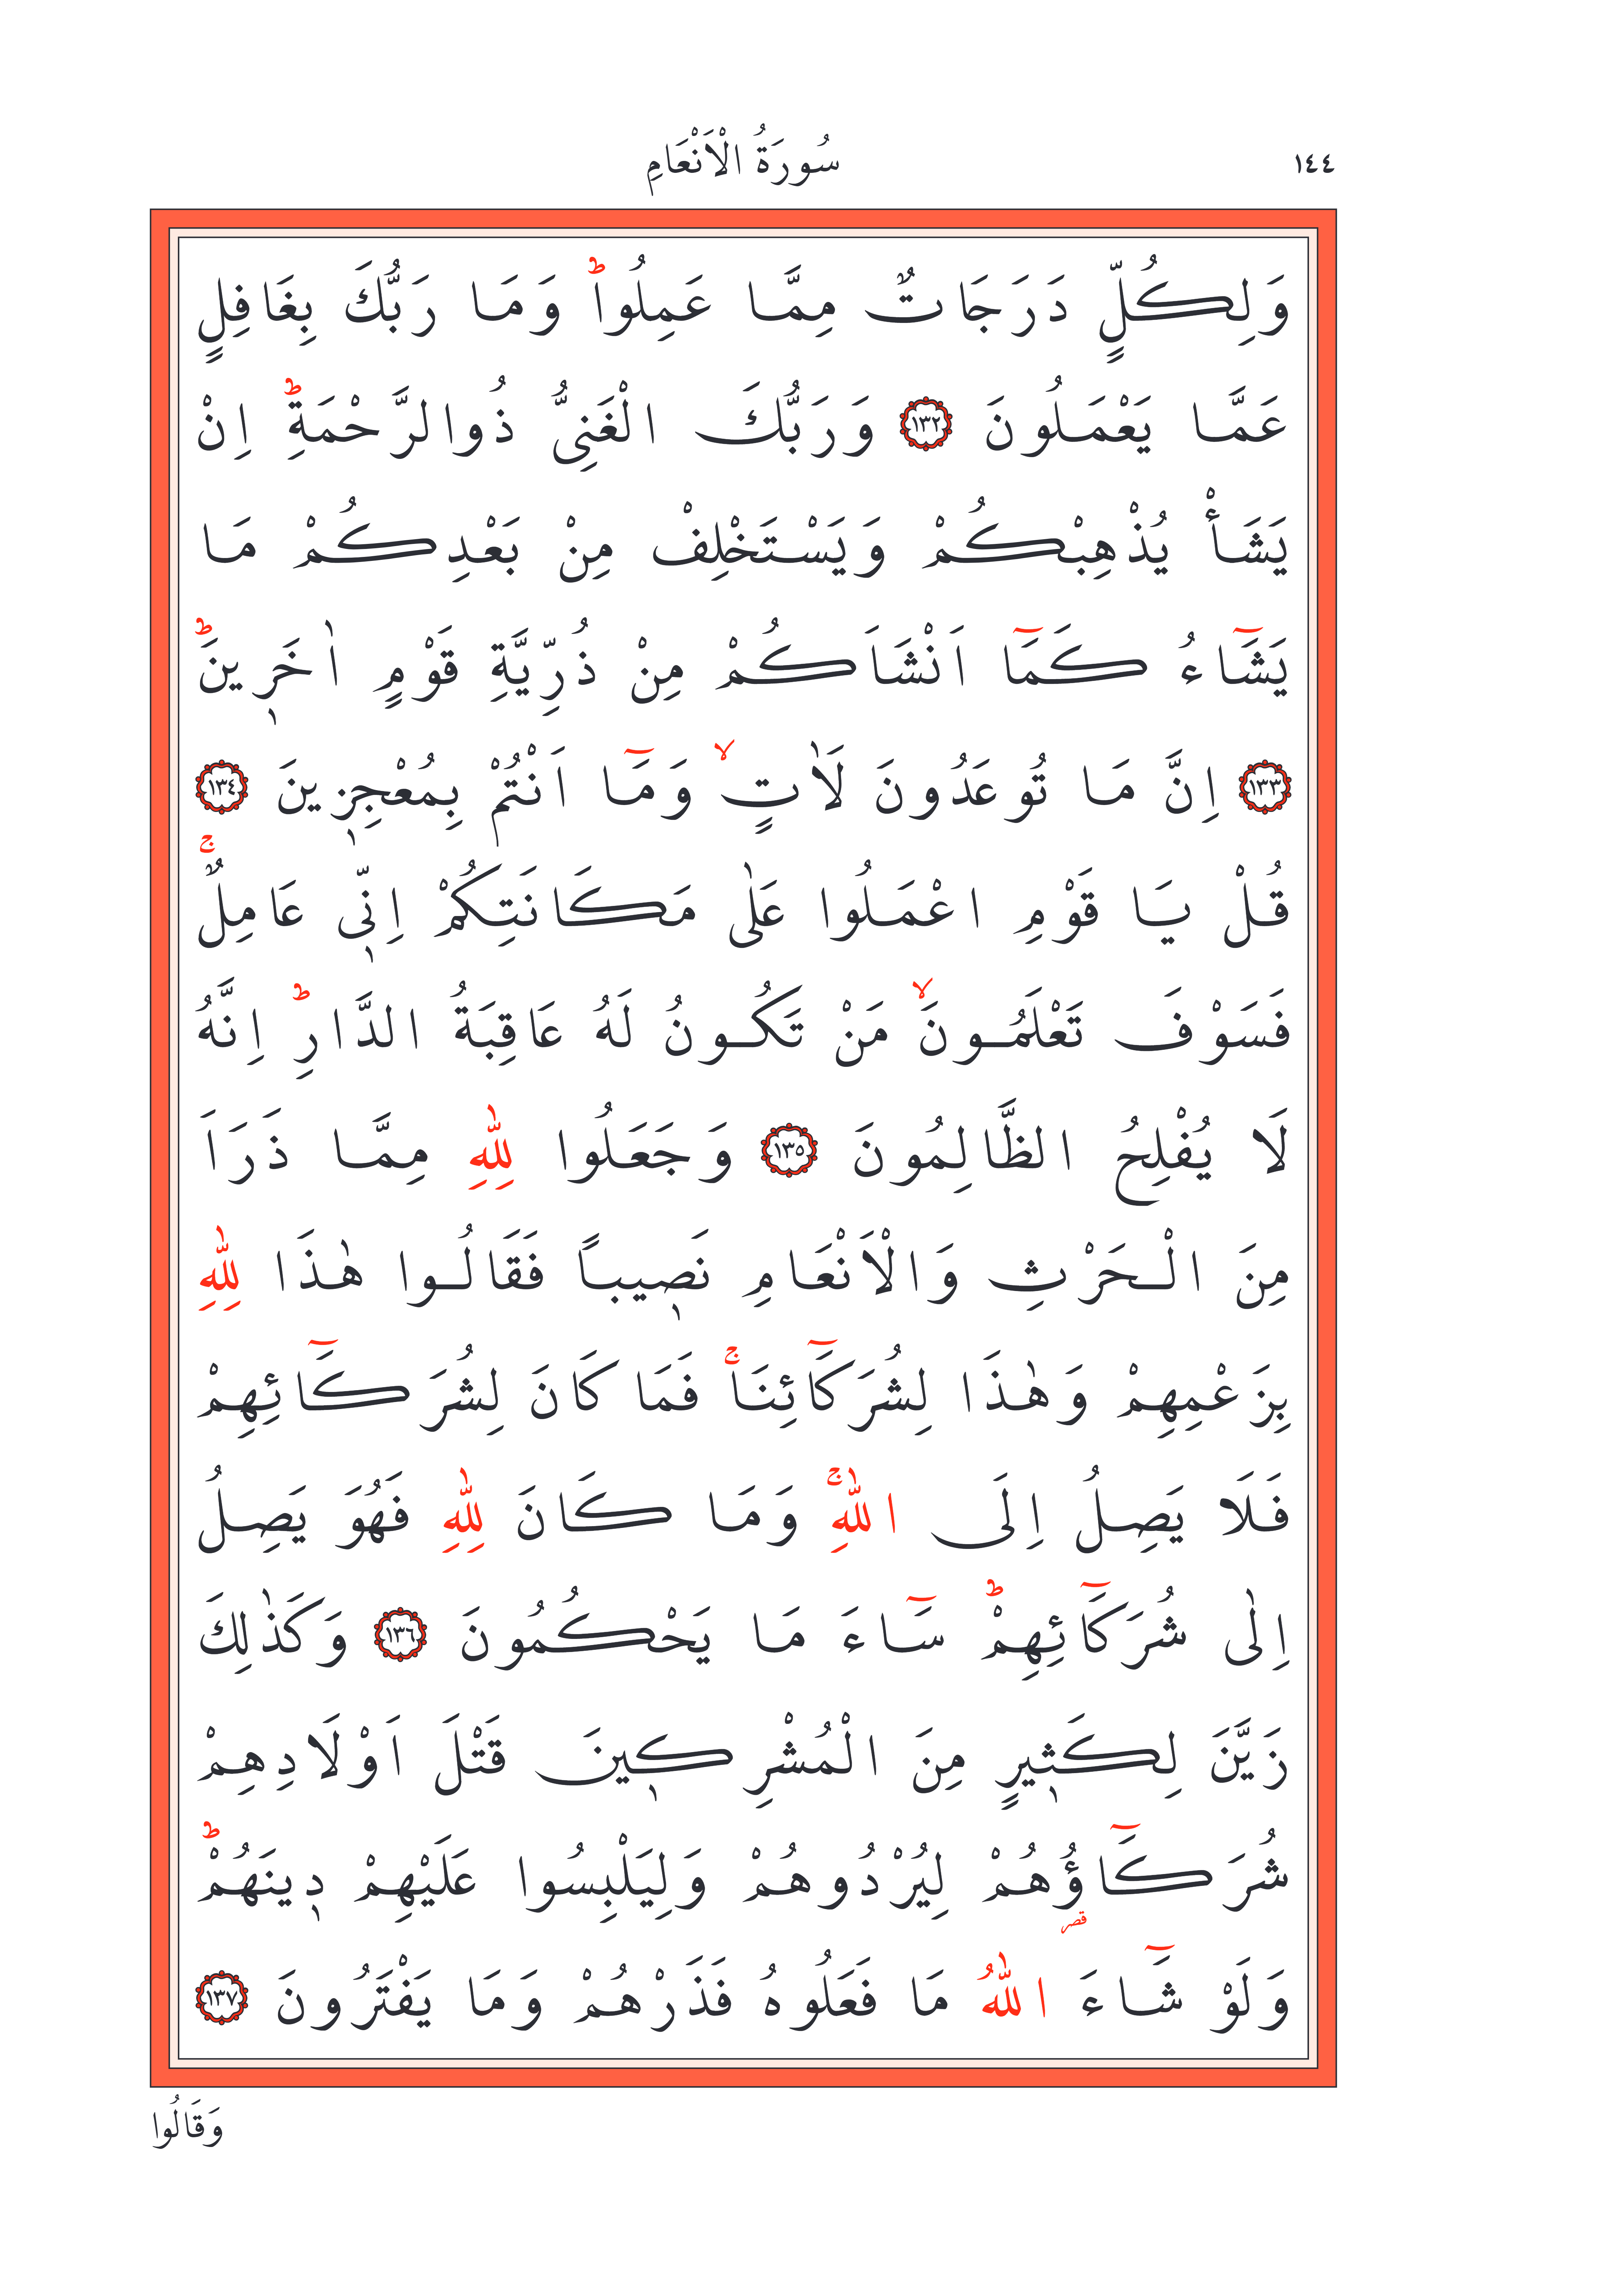 ١٤٤
سُورَةُ الْاَنْعَامِ
وَلِكُلٍّ دَرَجَاتٌ مِمَّا عَمِلُواۜ وَمَا رَبُّكَ بِغَافِلٍ
عَمَّا يَعْمَلُونَ ﴿١٣٢﴾ وَرَبُّكَ الْغَنِىُّ ذُوالرَّحْمَةِؕ اِنْ
يَشَأْ يُذْهِبْكُمْ وَيَسْتَخْلِفْ مِنْ بَعْدِكُمْ مَا
يَشَٓاءُ كَمَٓا اَنْشَاَكُمْ مِنْ ذُرِّيَّةِ قَوْمٍ اٰخَر۪ينَؕ
﴿١٣٣﴾ اِنَّ مَا تُوعَدُونَ لَاٰتٍۙ وَمَٓا اَنْتُمْ بِمُعْجِز۪ينَ ﴿١٣٤﴾
قُلْ يَا قَوْمِ اعْمَلُوا عَلٰى مَكَانَتِكُمْ اِنّ۪ى عَامِلٌۚ
فَسَوْفَ تَعْلَمُونَۙ مَنْ تَكُونُ لَهُ عَاقِبَةُ الدَّارِؕ اِنَّهُ
لَا يُفْلِحُ الظَّالِمُونَ ﴿١٣٥﴾ وَجَعَلُوا لِلّٰهِ مِمَّا ذَرَاَ
مِنَ الْحَرْثِ وَالْاَنْعَامِ نَص۪يباً فَقَالُوا هٰذَا لِلّٰهِ
بِزَعْمِهِمْ وَهٰذَا لِشُرَكَٓائِنَاۚ فَمَا كَانَ لِشُرَكَٓائِهِمْ
فَلَا يَصِلُ اِلَى اللّٰهِۚ وَمَا كَانَ لِلّٰهِ فَهُوَ يَصِلُ
اِلٰى شُرَكَٓائِهِمْؕ سَٓاءَ مَا يَحْكُمُونَ ﴿١٣٦﴾ وَكَذٰلِكَ
زَيَّنَ لِكَث۪يرٍ مِنَ الْمُشْرِك۪ينَ قَتْلَ اَوْلَادِهِمْ
شُرَكَٓاؤُهُمْ لِيُرْدُوهُمْ وَلِيَلْبِسُوا عَلَيْهِمْ د۪ينَهُمْؕ
قصر
وَلَوْ شَٓاءَ اللّٰهُ مَا فَعَلُوهُ فَذَرْهُمْ وَمَا يَفْتَرُونَ ﴿١٣٧﴾
وَقَالُوا